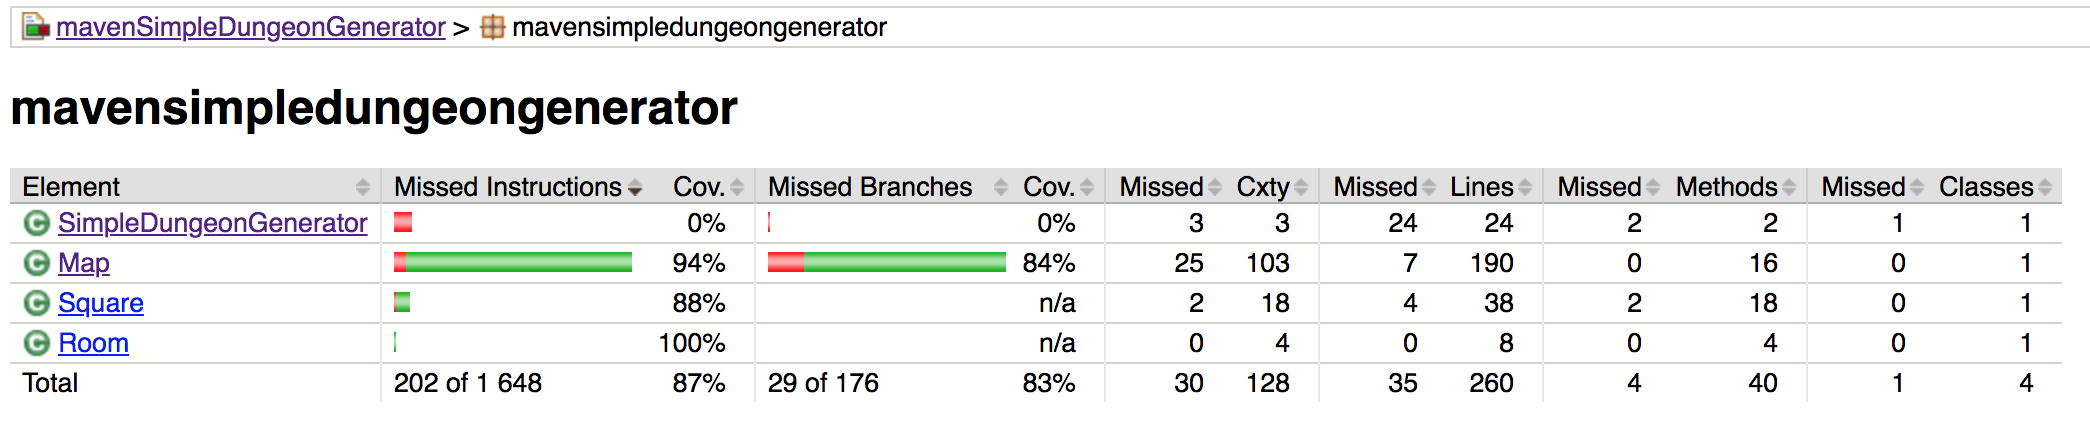 mavenSimpleDungeonGenerator > mavensimpledungeongenerator
mavensimpledungeongenerator
Element Missed Instructions Cov. Missed Branches Cov. Missed Cxty Missed Lines Missed Methods Missed Classes
SimpleDungeonGenerator 0% 0% 3 3 24 24 2 2 1 1
Map 94% 84% 25 103 7 190 0 16 0 1
Square 88% n/a 2 18 4 38 2 18 0 1
Room 100% n/a 0 4 0 8 0 4 0 1
Total 202 of 1 648 87% 29 of 176 83% 30 128 35 260 4 40 1 4